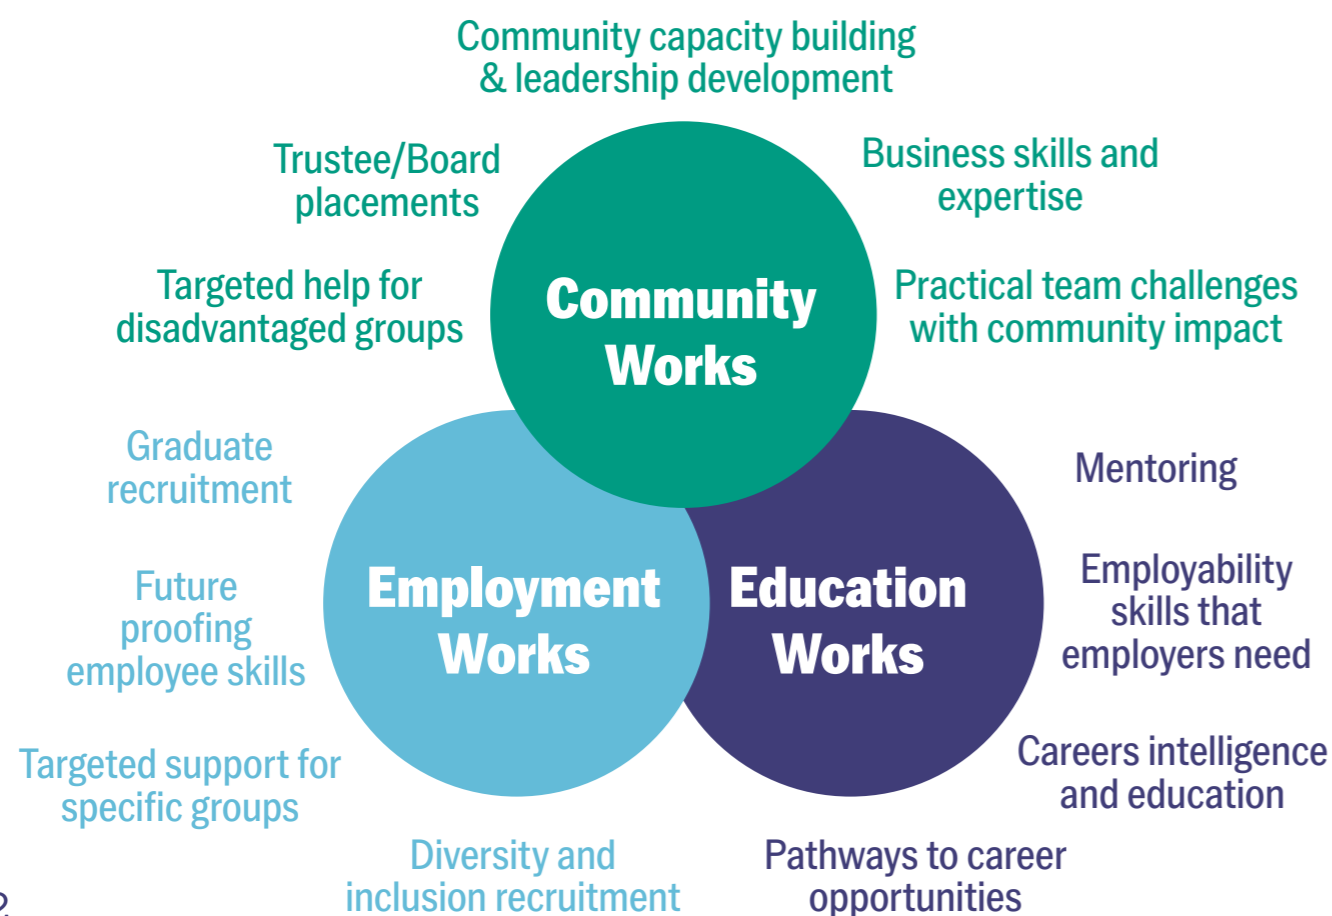 Community capacity building
& leadership development
Trustee/Board
placements
Business skills and
expertise
Targeted help for
disadvantaged groups
Community
Works
Practical team challenges
with community impact
Graduate
recruitment
Mentoring
Future
proofing
employee skills
Employment
Works
Education
Works
Employability
skills that
employers need
Targeted support for
specific groups
Careers intelligence
and education
Diversity and
inclusion recruitment
Pathways to career
opportunities
2.